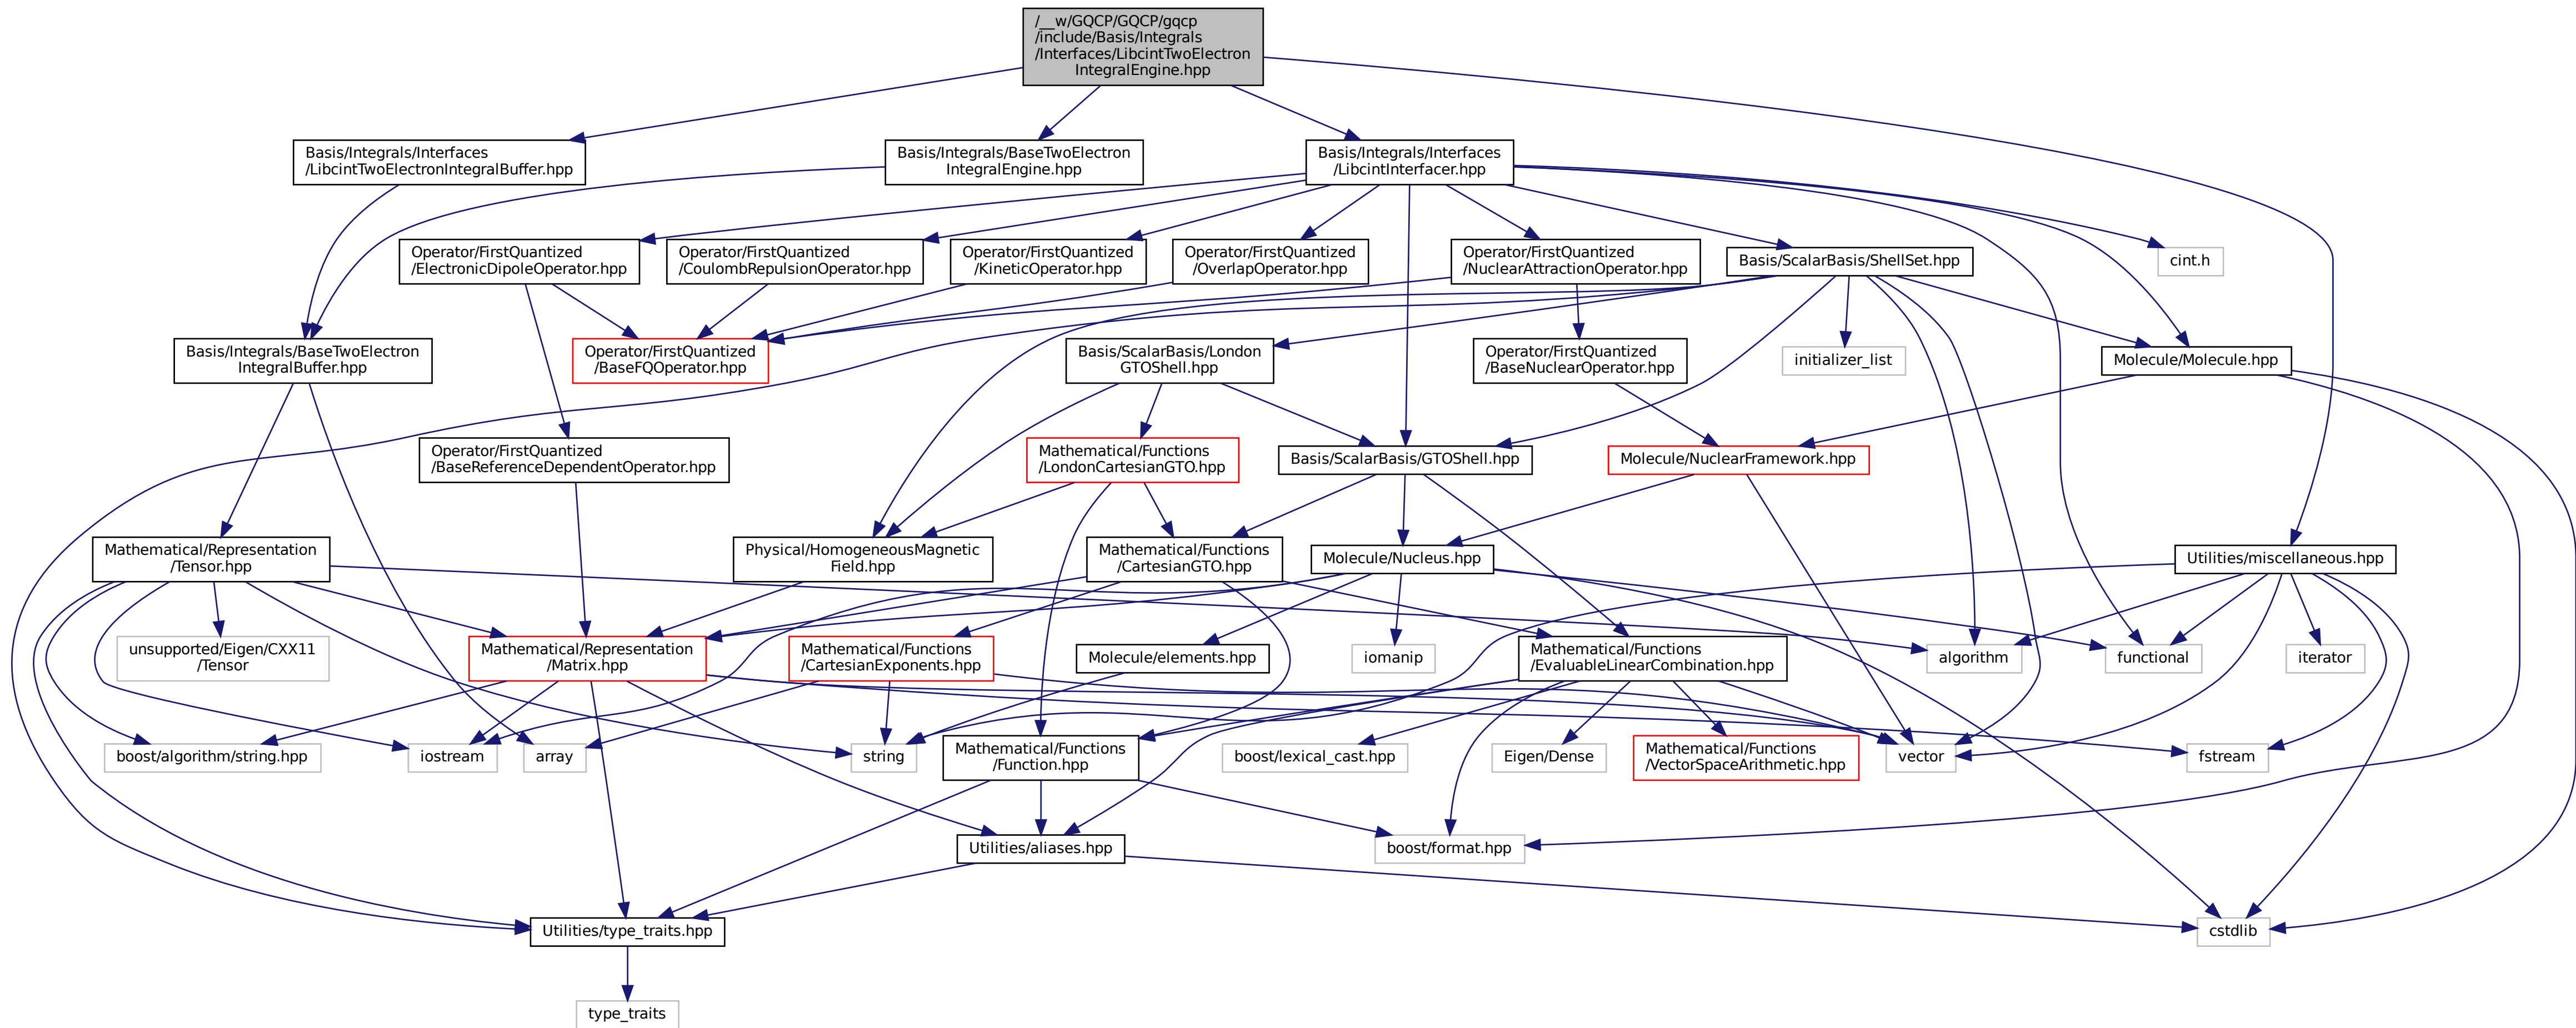 /__w/GQCP/GQCP/gqcp
/include/Basis/Integrals
/Interfaces/LibcintTwoElectron
IntegralEngine.hpp
Basis/Integrals/Interfaces
/LibcintTwoElectronIntegralBuffer.hpp
Basis/Integrals/BaseTwoElectron
IntegralEngine.hpp
Basis/Integrals/Interfaces
/LibcintInterfacer.hpp
Operator/FirstQuantized
/ElectronicDipoleOperator.hpp
Operator/FirstQuantized
/CoulombRepulsionOperator.hpp
Operator/FirstQuantized
/KineticOperator.hpp
Operator/FirstQuantized
/OverlapOperator.hpp
Operator/FirstQuantized
/NuclearAttractionOperator.hpp
Basis/ScalarBasis/ShellSet.hpp
cint.h
Basis/Integrals/BaseTwoElectron
IntegralBuffer.hpp
Operator/FirstQuantized
/BaseFQOperator.hpp
Basis/ScalarBasis/London
GTOShell.hpp
Operator/FirstQuantized
/BaseNuclearOperator.hpp
initializer_list
Molecule/Molecule.hpp
Operator/FirstQuantized
/BaseReferenceDependentOperator.hpp
Mathematical/Functions
/LondonCartesianGTO.hpp
Basis/ScalarBasis/GTOShell.hpp
Molecule/NuclearFramework.hpp
Mathematical/Representation
/Tensor.hpp
Physical/HomogeneousMagnetic
Field.hpp
Mathematical/Functions
/CartesianGTO.hpp
Molecule/Nucleus.hpp
Utilities/miscellaneous.hpp
unsupported/Eigen/CXX11
/Tensor
Mathematical/Representation
/Matrix.hpp
Mathematical/Functions
/CartesianExponents.hpp
Molecule/elements.hpp
iomanip
Mathematical/Functions
/EvaluableLinearCombination.hpp
algorithm
functional
iterator
boost/algorithm/string.hpp
iostream
array
string
Mathematical/Functions
/Function.hpp
boost/lexical_cast.hpp
Eigen/Dense
Mathematical/Functions
/VectorSpaceArithmetic.hpp
vector
fstream
Utilities/aliases.hpp
boost/format.hpp
Utilities/type_traits.hpp
cstdlib
type_traits